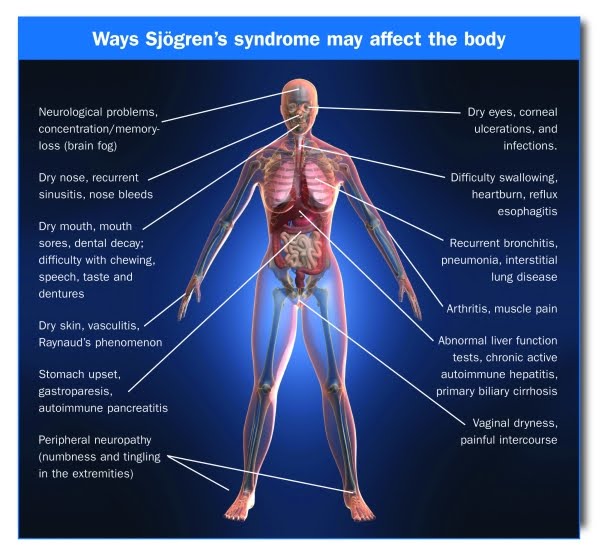 Ways Sjögren's syndrome may affect the body
Neurological problems,
concentration/memory-
loss (brain fog)
Dry nose, recurrent
sinusitis, nose bleeds
Dry mouth, mouth
sores, dental decay;
difficulty with chewing,
speech, taste and
dentures
Dry skin, vasculitis,
Raynaud's phenomenon
Stomach upset,
gastroparesis,
autoimmune pancreatitis
Peripheral neuropathy
(numbness and tingling
in the extremities)
Dry eyes, corneal
ulcerations, and
infections.
Difficulty swallowing,
heartburn, reflux
esophagitis
Recurrent bronchitis,
pneumonia, interstitial
lung disease
Arthritis, muscle pain
Abnormal liver function
tests, chronic active
autoimmune hepatitis,
primary biliary cirrhosis
Vaginal dryness,
painful intercourse